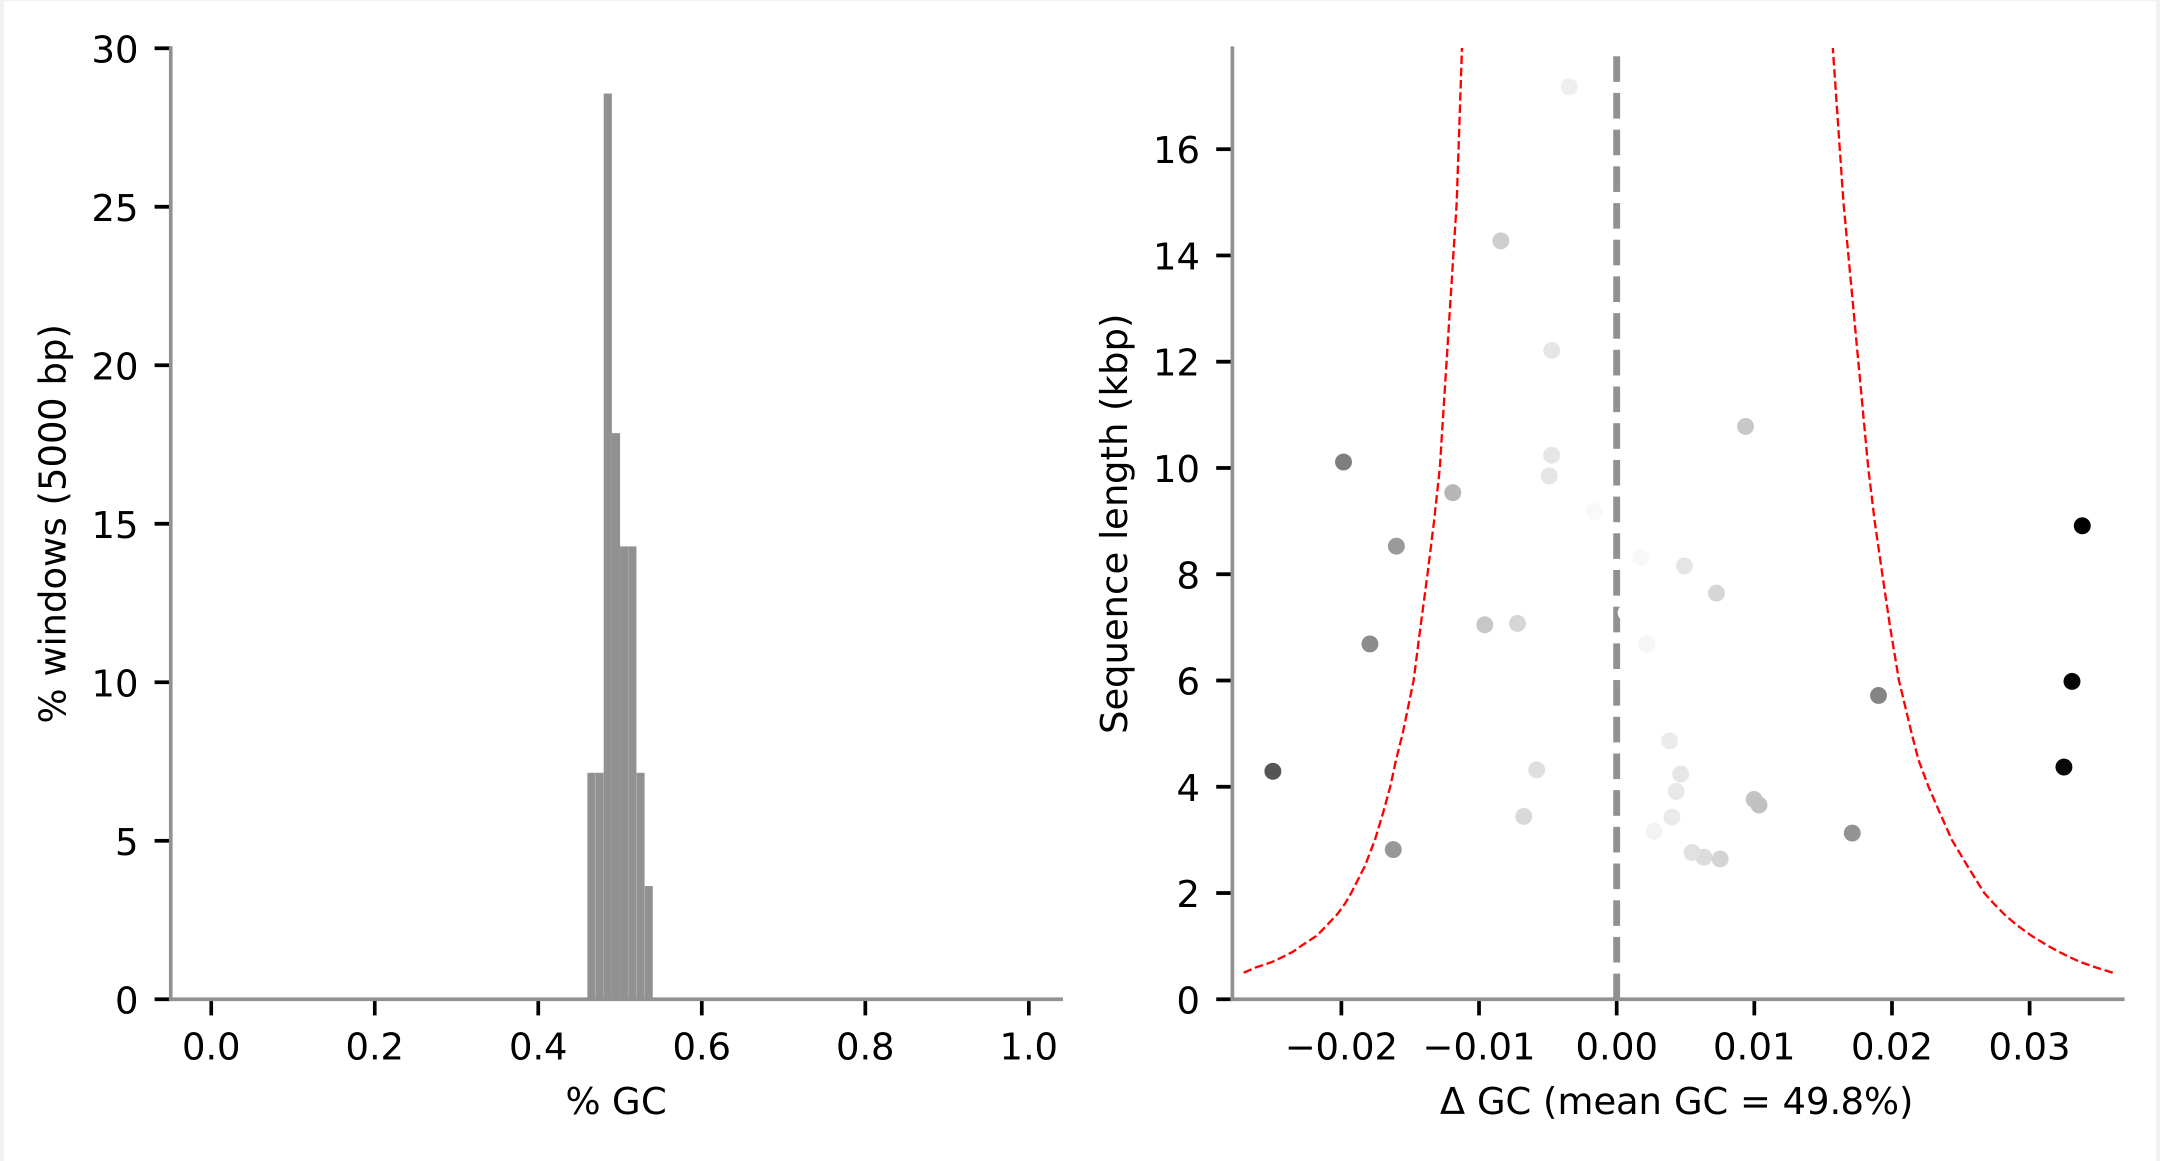 30
25
20
15
10
5
0
% windows (5000 bp)
0.0 0.2 0.4 0.6 0.8 1.0
% GC
16
14
12
10
8
6
4
2
0
Sequence length (kbp)
−0.02 −0.01 0.00 0.01 0.02 0.03
Δ GC (mean GC = 49.8%)